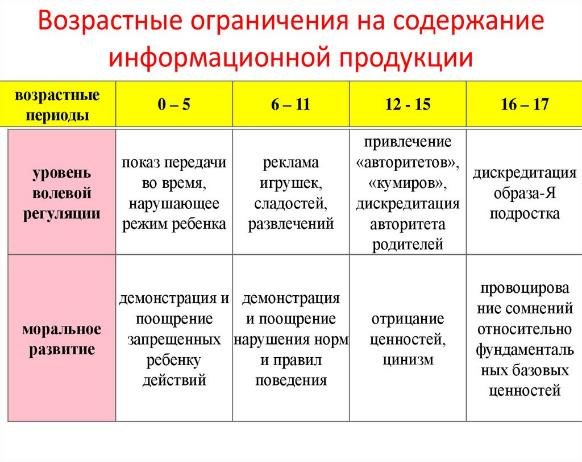 Возрастные ограничения на содержание
информационной продукции
возрастные
периоды
0 – 5
6 – 11
12 - 15
16 – 17
уровень
волевой
регуляции
показ передачи
во время,
нарушающее
режим ребенка
реклама
игрушек,
сладостей,
развлечений
привлечение
«авторитетов»,
«кумиров»,
дискредитация
авторитета
родителей
дискредитация
образа-Я
подростка
моральное
развитие
демонстрация и
поощрение
запрещенных
ребенку
действий
демонстрация
и поощрение
нарушения норм
и правил
поведения
отрицание
ценностей,
цинизм
провоцирова
ние сомнений
относительно
фундаменталь
ных базовых
ценностей